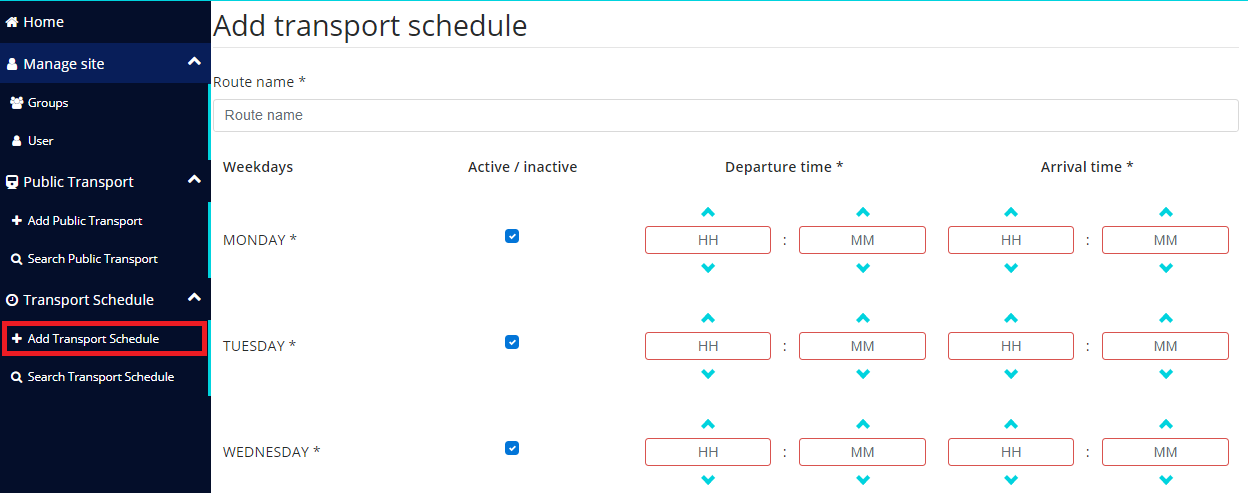 Home
Manage site
Groups
User
Public Transport
Add Public Transport
Search Public Transport
Transport Schedule
Add Transport Schedule
Search Transport Schedule
Add transport schedule
Route name *
Route name
Weekdays Active / inactive Departure time * Arrival time *
MONDAY * HH : MM HH : MM
TUESDAY * HH : MM HH : MM
WEDNESDAY * HH : MM HH : MM